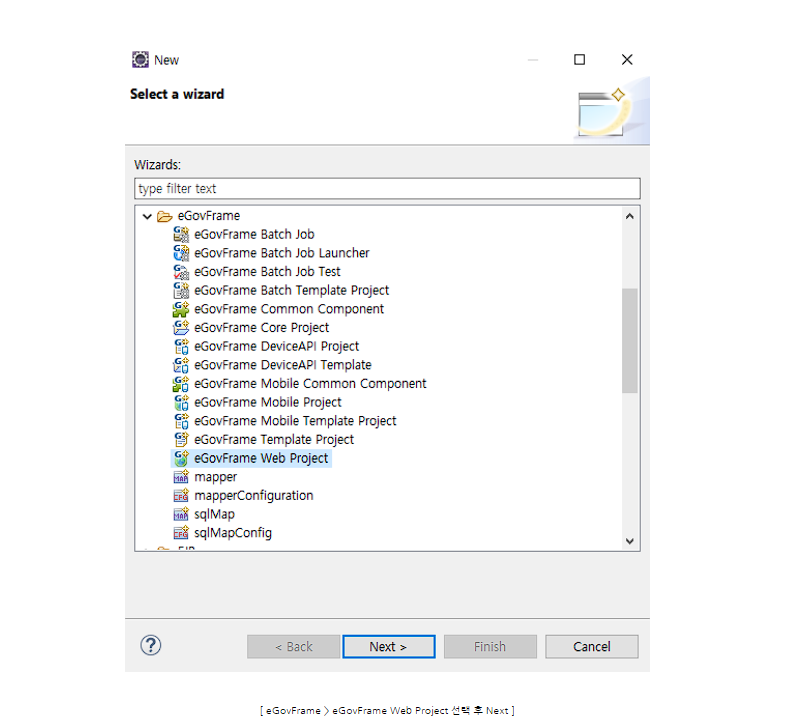 New
Select a wizard
Wizards:
type filter text
eGovFrame
eGovFrame Batch Job
eGovFrame Batch Job Launcher
eGovFrame Batch Job Test
eGovFrame Batch Template Project
eGovFrame Common Component
eGovFrame Core Project
eGovFrame DeviceAPI Project
eGovFrame DeviceAPI Template
eGovFrame Mobile Common Component
eGovFrame Mobile Project
eGovFrame Mobile Template Project
eGovFrame Template Project
eGovFrame Web Project
mapper
mapperConfiguration
sqlMap
sqlMapConfig
< Back Next > Finish Cancel
[ eGovFrame > eGovFrame Web Project 선택 후 Next ]